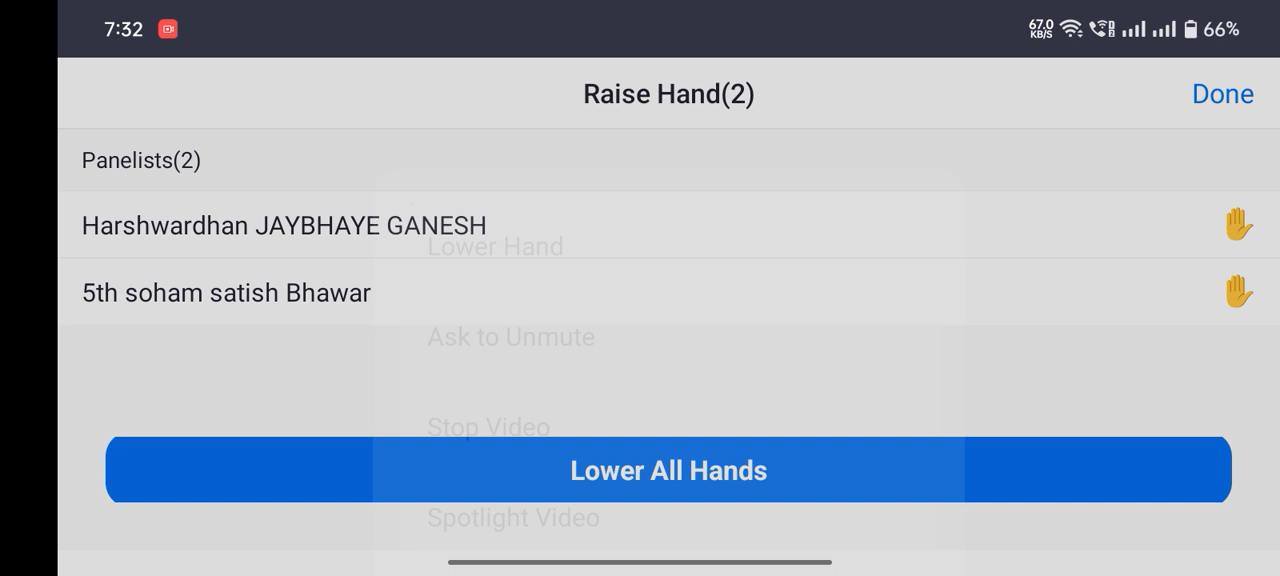 7:32
67.0
KB/S
66%
Raise Hand(2)
Done
Panelists(2)
Harshwardhan JAYBHAYE GANESH
Lower Hand
5th soham satish Bhawar
Ask to Unmute
Stop Video
Lower All Hands
Spotlight Video